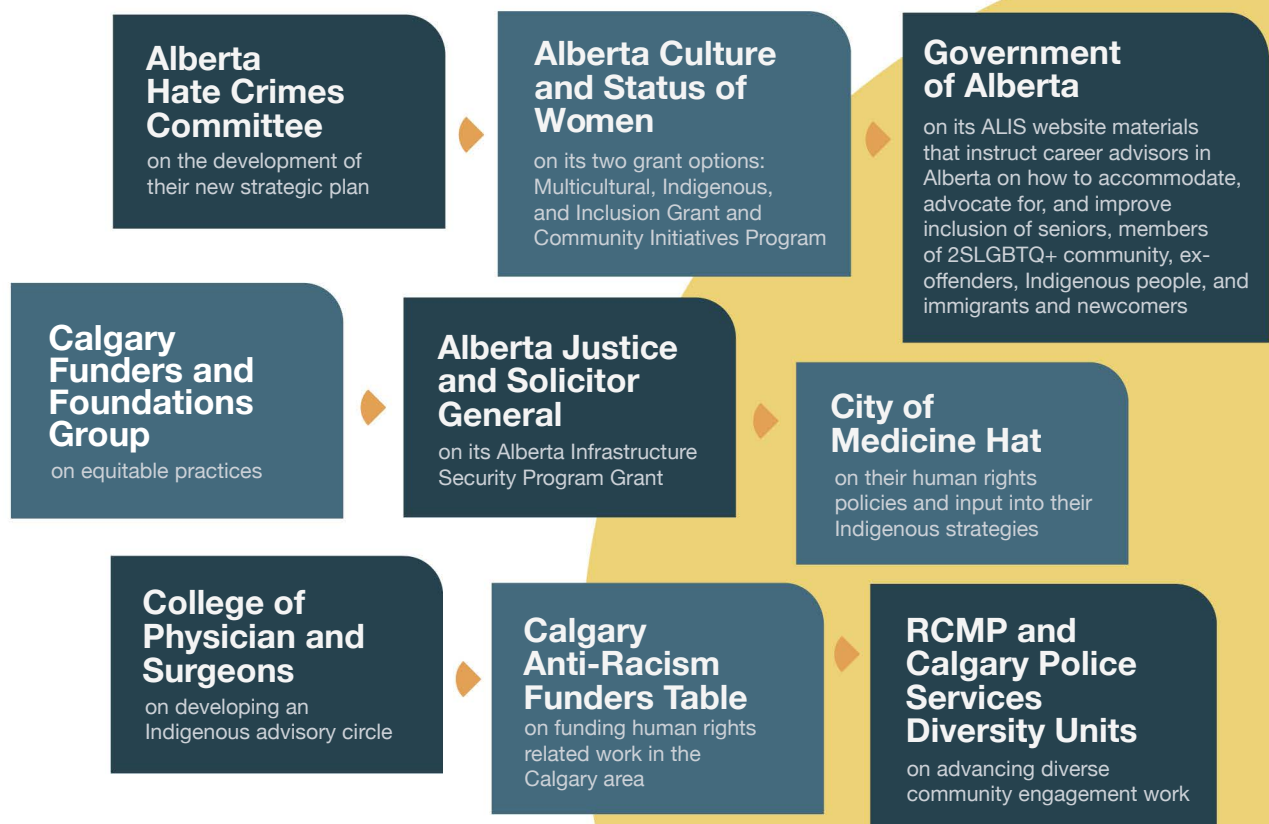 Alberta
Hate Crimes
Committee
on the development of
their new strategic plan
Alberta Culture
and Status of
Women
on its two grant options:
Multicultural, Indigenous,
and Inclusion Grant and
Community Initiatives Program
Government
of Alberta
on its ALIS website materials
that instruct career advisors in
Alberta on how to accommodate,
advocate for, and improve
inclusion of seniors, members
of 2SLGBTQ+ community, ex-
offenders, Indigenous people, and
immigrants and newcomers
Calgary
Funders and
Foundations
Group
on equitable practices
Alberta Justice
and Solicitor
General
on its Alberta Infrastructure
Security Program Grant
City of
Medicine Hat
on their human rights
policies and input into their
Indigenous strategies
College of
Physician and
Surgeons
on developing an
Indigenous advisory circle
Calgary
Anti-Racism
Funders Table
on funding human rights
related work in the
Calgary area
RCMP and
Calgary Police
Services
Diversity Units
on advancing diverse
community engagement work